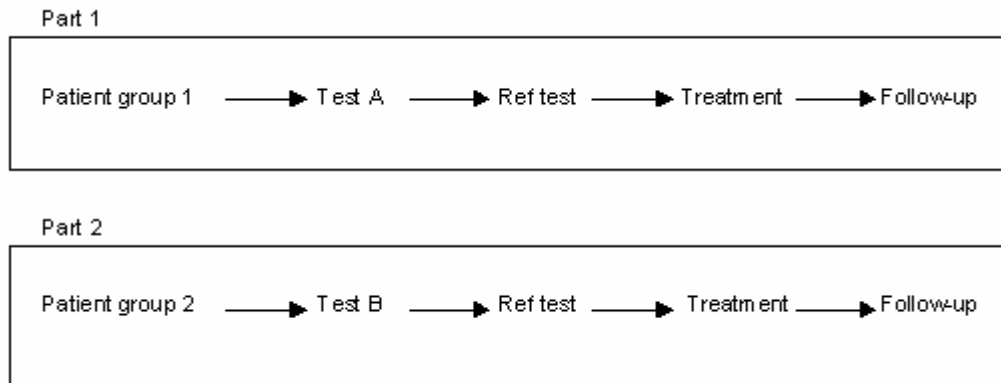 Part 1
Patient group 1 Test A Ref test Treatment Follow-up
Part 2
Patient group 2 Test B Ref test Treatment Follow-up